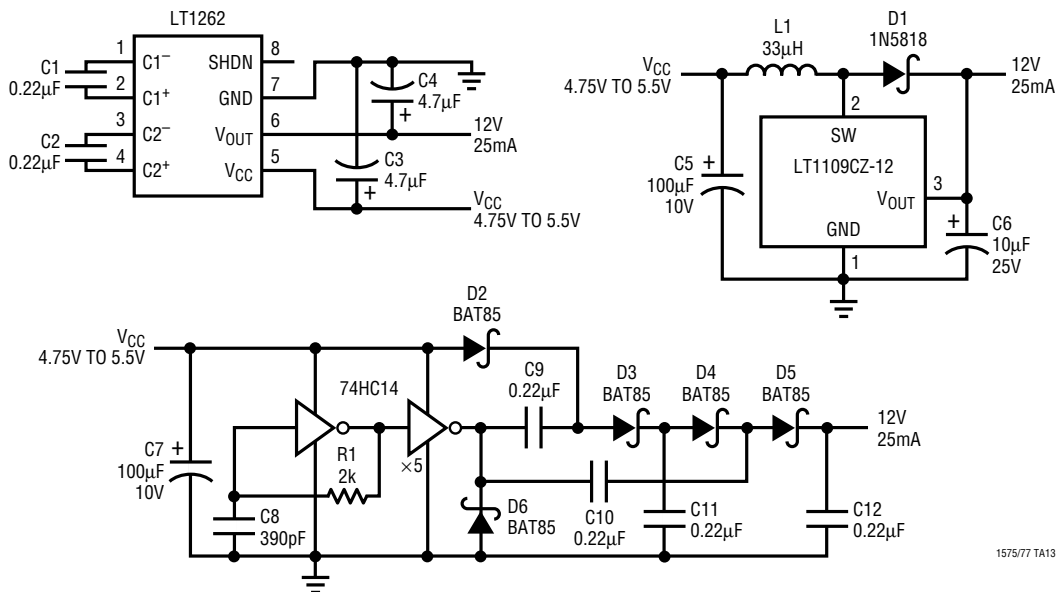 LT1262
1 C1– SHDN 8
C1
0.22µF
2 C1+ GND 7
3 C2– VOUT 6
C2
0.22µF
4 C2+ VCC 5
C4
4.7µF
+
12V
25mA
C3
4.7µF
+
VCC
4.75V TO 5.5V
L1
33µH
D1
1N5818
VCC
4.75V TO 5.5V
12V
25mA
2
SW
LT1109CZ-12
VOUT 3
GND
1
C5 +
100µF
10V
+ C6
10µF
25V
D2
BAT85
VCC
4.75V TO 5.5V
74HC14
C9
0.22µF
D3
BAT85
D4
BAT85
D5
BAT85
12V
25mA
C7 +
100µF
10V
R1
2k
×5
C8
390pF
D6
BAT85
C10
0.22µF
C11
0.22µF
C12
0.22µF
1575/77 TA13